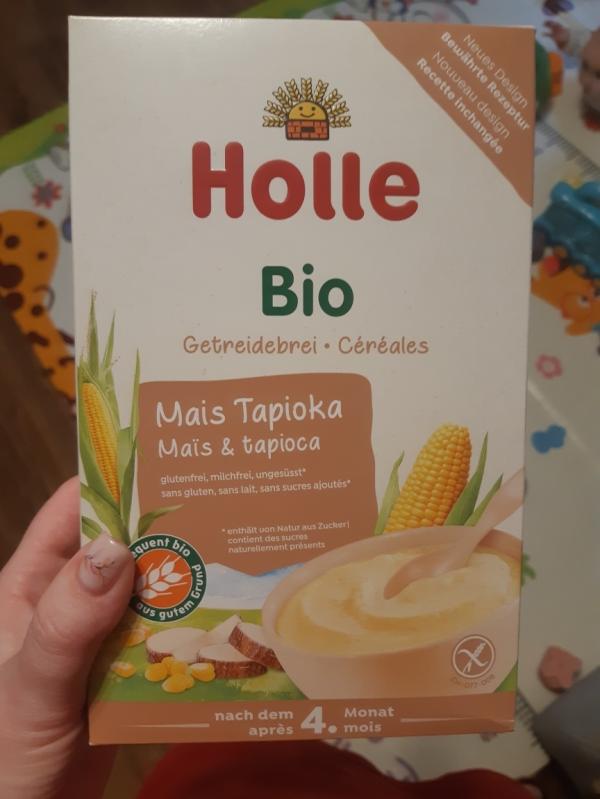 Neues Design
Bewährte Rezeptur
Nouveau design
Recette inchangée
Holle
Bio
Getreidebrei • Céréales
Mais Tapioka
Maïs & tapioca
glutenfrei, milchfrei, ungesüsst*
sans gluten, sans lait, sans sucres ajoutés*
* enthält von Natur aus Zucker|
contient des sucres
naturellement présents
quent bio
aus gutem Grund
nach dem 4. Monat
après mois